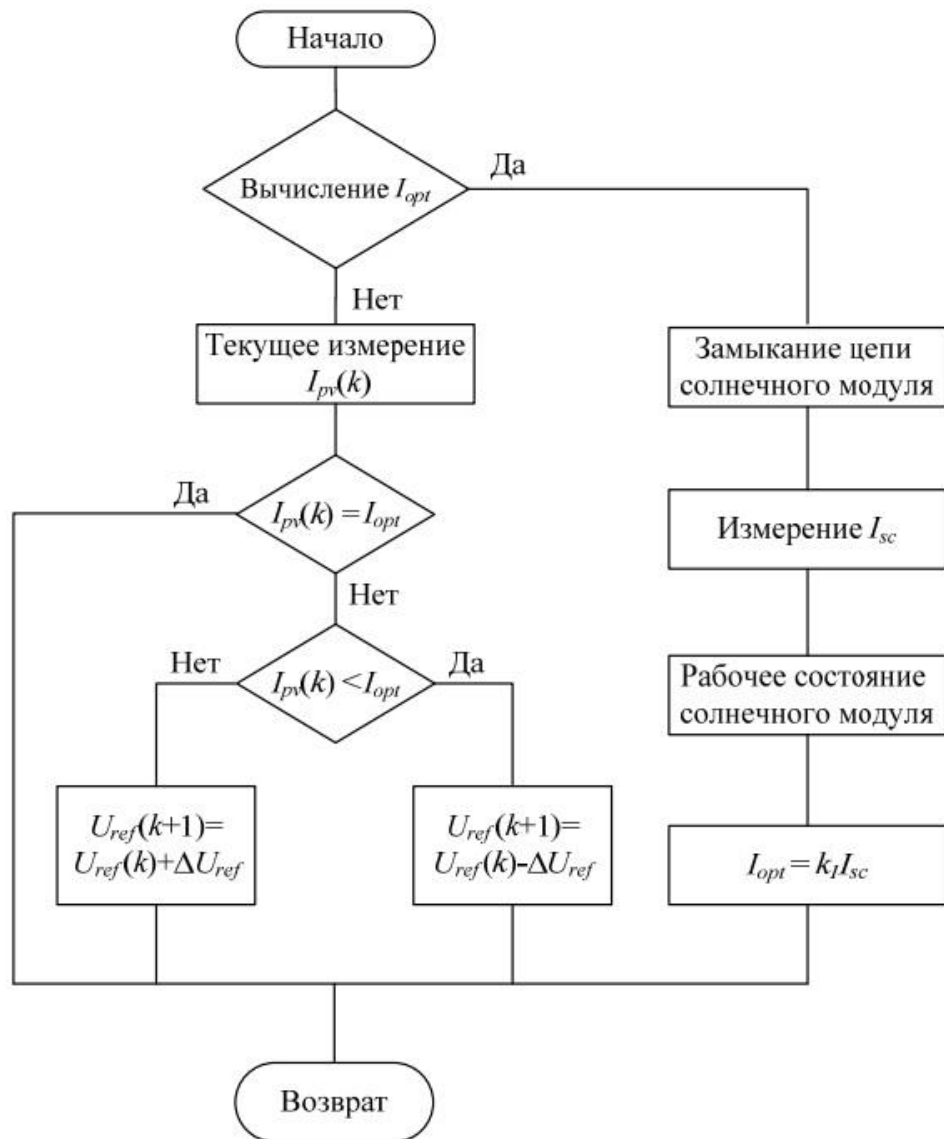 Начало
Вычисление I_opt
Да
Нет
Текущее измерение
I_pv(k)
Замыкание цепи
солнечного модуля
Да
I_pv(k) = I_opt
Измерение I_sc
Нет
Нет
I_pv(k) < I_opt
Да
Рабочее состояние
солнечного модуля
U_ref(k+1)=
U_ref(k)+ΔU_ref
U_ref(k+1)=
U_ref(k)-ΔU_ref
I_opt = k_I I_sc
Возврат